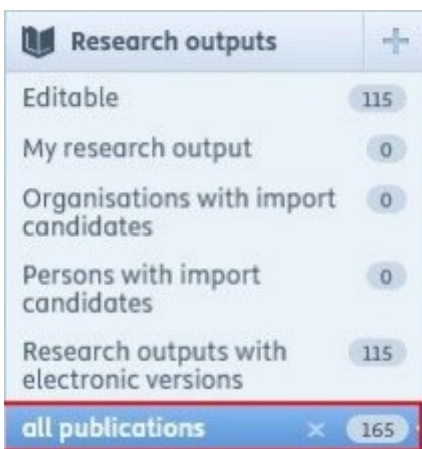 Research outputs
Editable 115
My research output 0
Organisations with import 0
candidates
Persons with import 0
candidates
Research outputs with 115
electronic versions
all publications × 165